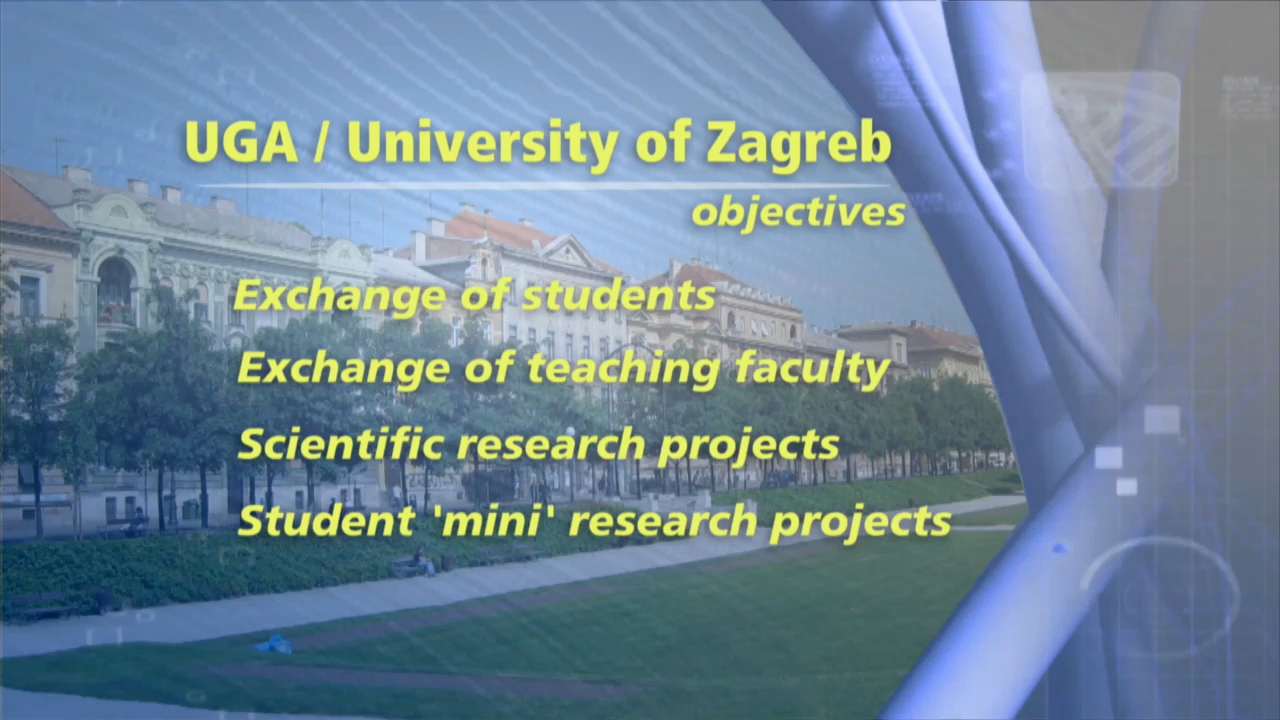 UGA / University of Zagreb
objectives
Exchange of students
Exchange of teaching faculty
Scientific research projects
Student 'mini' research projects